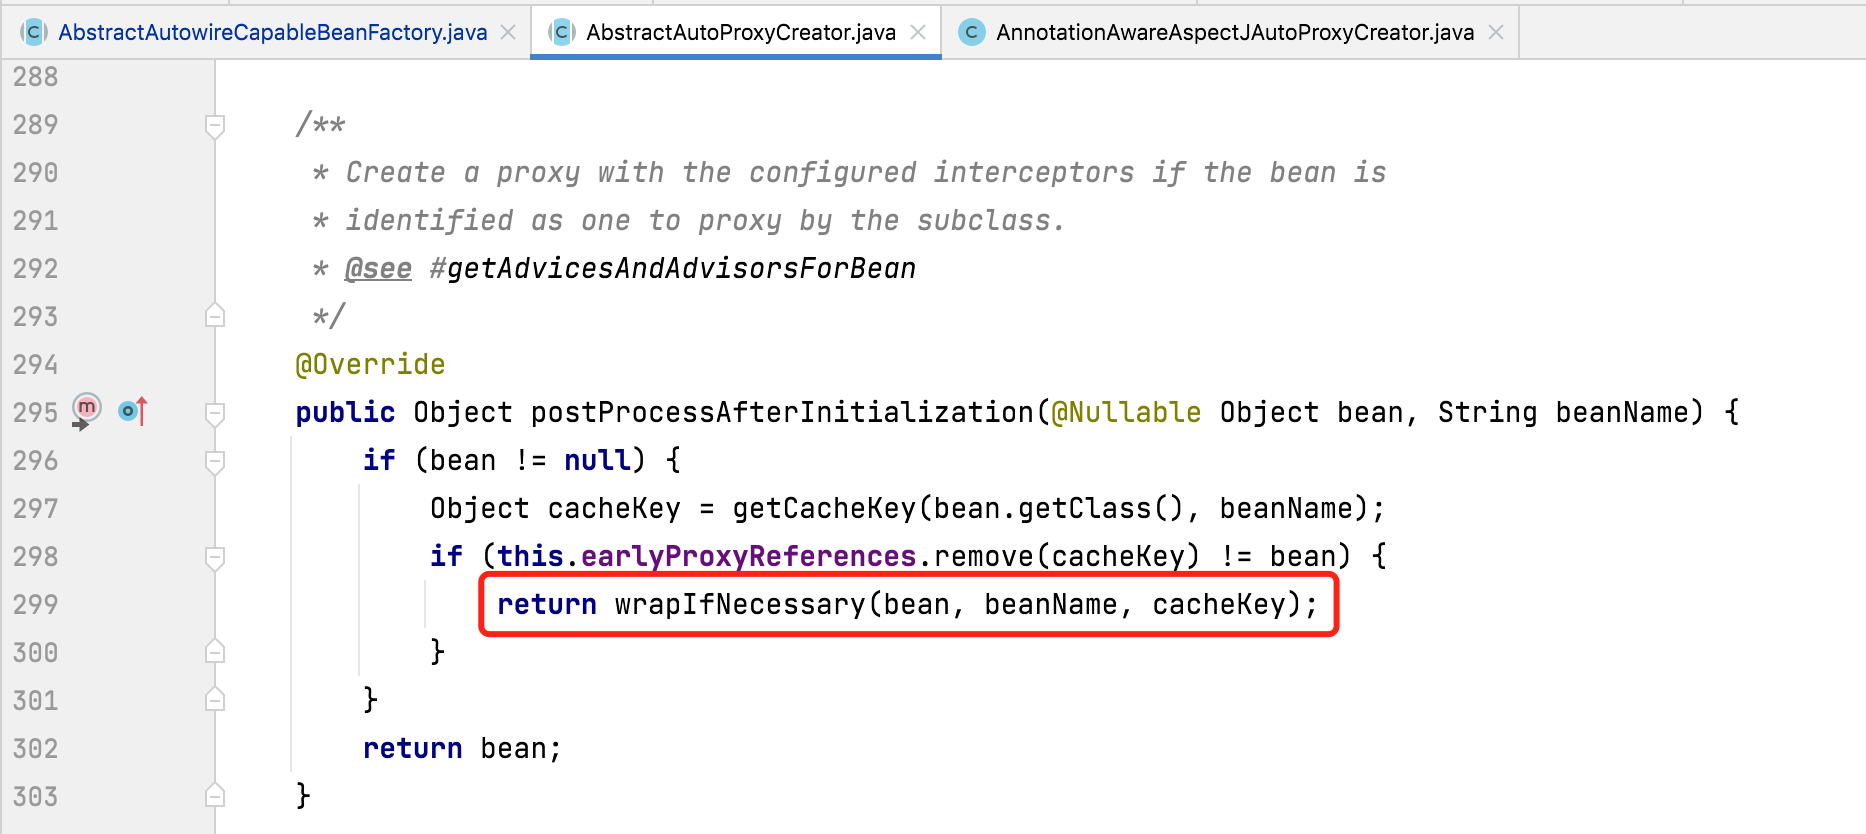 AbstractAutowireCapableBeanFactory.java AbstractAutoProxyCreator.java AnnotationAwareAspectJAutoProxyCreator.java
288
289 /**
290 * Create a proxy with the configured interceptors if the bean is
291 * identified as one to proxy by the subclass.
292 * @see #getAdvicesAndAdvisorsForBean
293 */
294 @Override
295 public Object postProcessAfterInitialization(@Nullable Object bean, String beanName) {
296 if (bean != null) {
297 Object cacheKey = getCacheKey(bean.getClass(), beanName);
298 if (this.earlyProxyReferences.remove(cacheKey) != bean) {
299 return wrapIfNecessary(bean, beanName, cacheKey);
300 }
301 }
302 return bean;
303 }